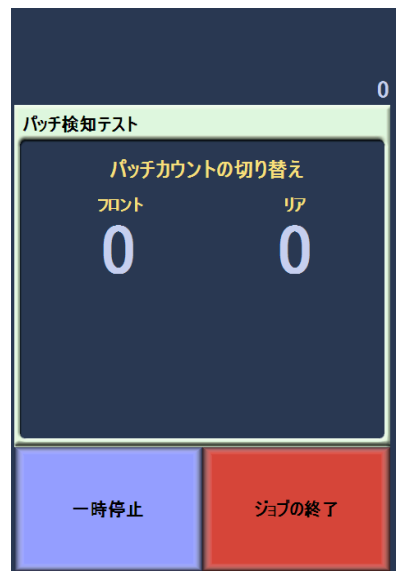 0
パッチ検知テスト
パッチカウントの切り替え
フロント リア
0 0
一時停止 ジョブの終了